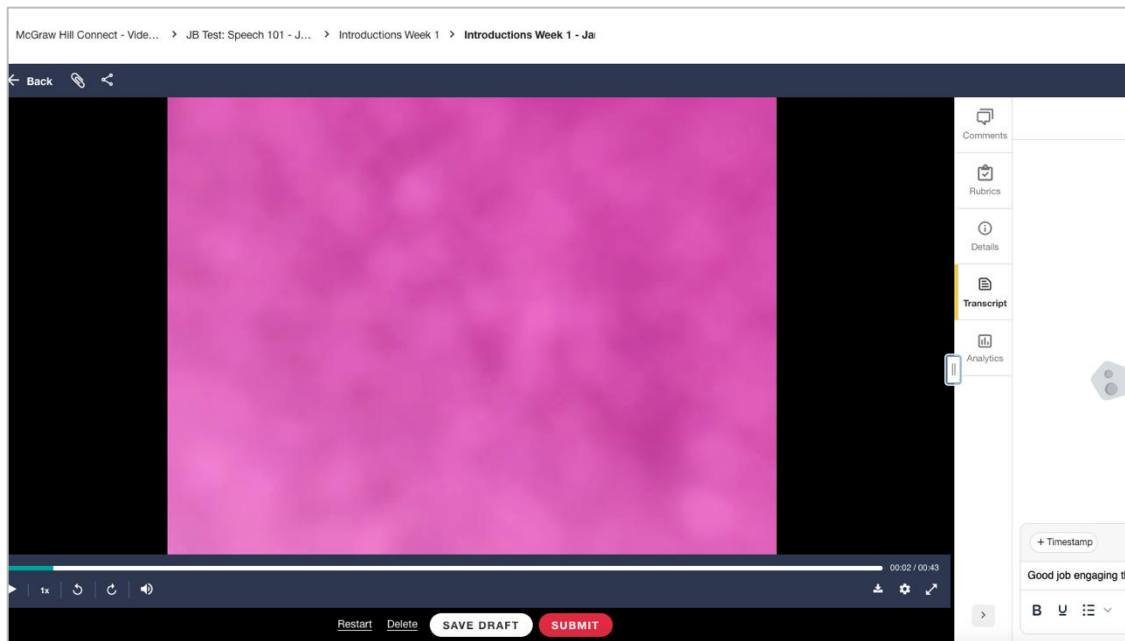 McGraw Hill Connect - Vide... > JB Test: Speech 101 - J... > Introductions Week 1 > Introductions Week 1 - Ja
Back
Comments
Rubrics
Details
Transcript
Analytics
+ Timestamp
00:02 / 00:43
Good job engaging t
1x
B U
Restart Delete SAVE DRAFT SUBMIT